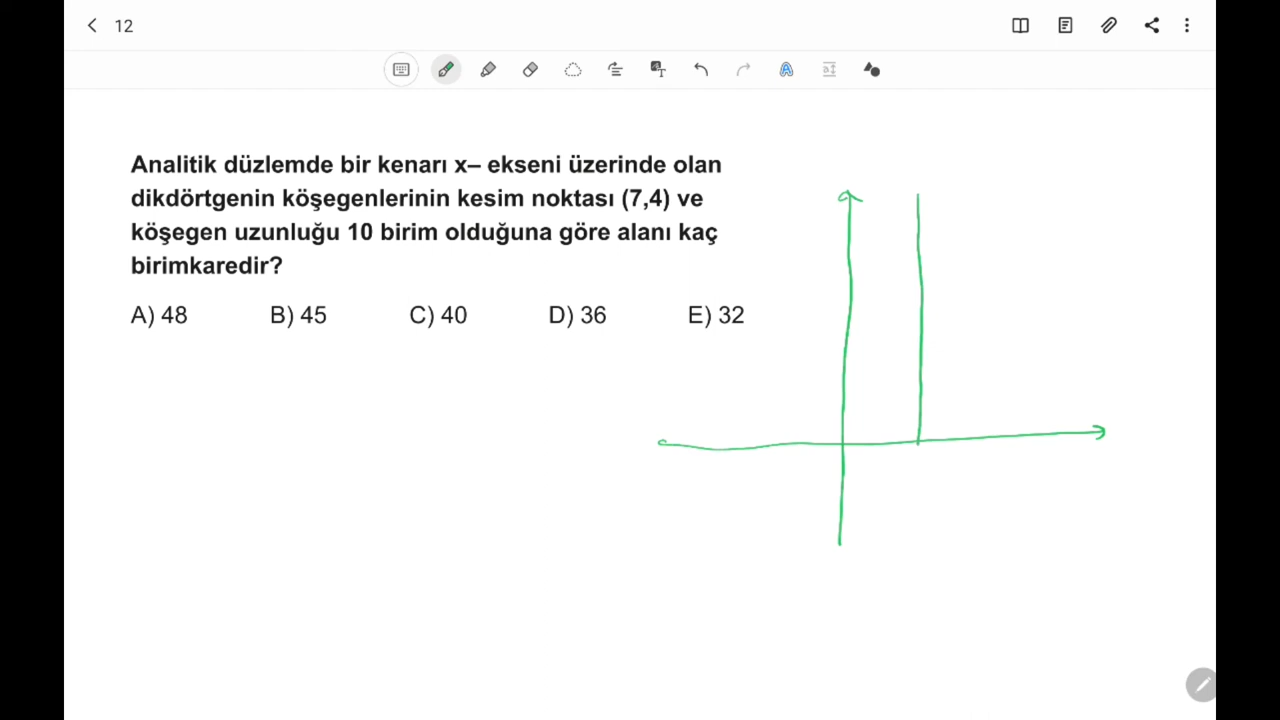 12
Analitik düzlemde bir kenarı x– ekseni üzerinde olan
dikdörtgenin köşegenlerinin kesim noktası (7,4) ve
köşegen uzunluğu 10 birim olduğuna göre alanı kaç
birimkaredir?
A) 48 B) 45 C) 40 D) 36 E) 32